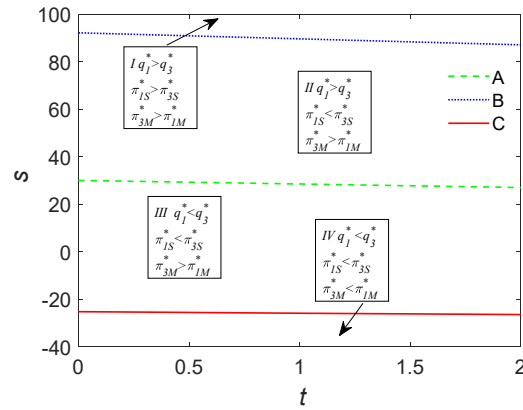 100
80
60
40
20
0
-20
-40
s
0
0.5
1
1.5
2
t
A
B
C
I q₁*>q₃*
π₁S*>π₃S*
π₃M*>π₁M*
II q₁*>q₃*
π₁S*<π₃S*
π₃M*>π₁M*
III q₁*<q₃*
π₁S*<π₃S*
π₃M*>π₁M*
IV q₁*<q₃*
π₁S*<π₃S*
π₃M*<π₁M*